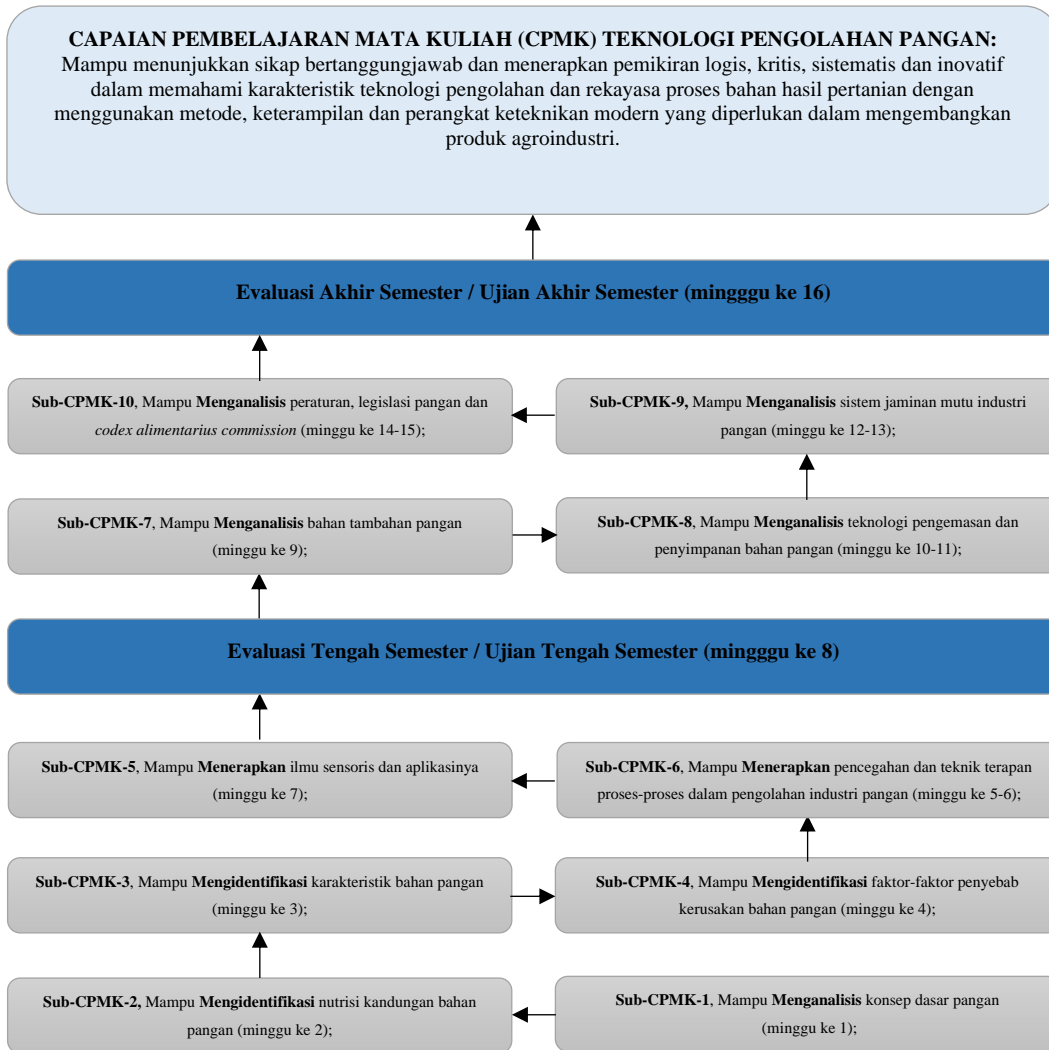 CAPAIAN PEMBELAJARAN MATA KULIAH (CPMK) TEKNOLOGI PENGOLAHAN PANGAN:
Mampu menunjukkan sikap bertanggungjawab dan menerapkan pemikiran logis, kritis, sistematis dan inovatif
dalam memahami karakteristik teknologi pengolahan dan rekayasa proses bahan hasil pertanian dengan
menggunakan metode, keterampilan dan perangkat keteknikan modern yang diperlukan dalam mengembangkan
produk agroindustri.
Evaluasi Akhir Semester / Ujian Akhir Semester (mingggu ke 16)
Sub-CPMK-10, Mampu Menganalisis peraturan, legislasi pangan dan
codex alimentarius commission (minggu ke 14-15);
Sub-CPMK-9, Mampu Menganalisis sistem jaminan mutu industri
pangan (minggu ke 12-13);
Sub-CPMK-7, Mampu Menganalisis bahan tambahan pangan
(minggu ke 9);
Sub-CPMK-8, Mampu Menganalisis teknologi pengemasan dan
penyimpanan bahan pangan (minggu ke 10-11);
Evaluasi Tengah Semester / Ujian Tengah Semester (mingggu ke 8)
Sub-CPMK-5, Mampu Menerapkan ilmu sensoris dan aplikasinya
(minggu ke 7);
Sub-CPMK-6, Mampu Menerapkan pencegahan dan teknik terapan
proses-proses dalam pengolahan industri pangan (minggu ke 5-6);
Sub-CPMK-3, Mampu Mengidentifikasi karakteristik bahan pangan
(minggu ke 3);
Sub-CPMK-4, Mampu Mengidentifikasi faktor-faktor penyebab
kerusakan bahan pangan (minggu ke 4);
Sub-CPMK-2, Mampu Mengidentifikasi nutrisi kandungan bahan
pangan (minggu ke 2);
Sub-CPMK-1, Mampu Menganalisis konsep dasar pangan
(minggu ke 1);